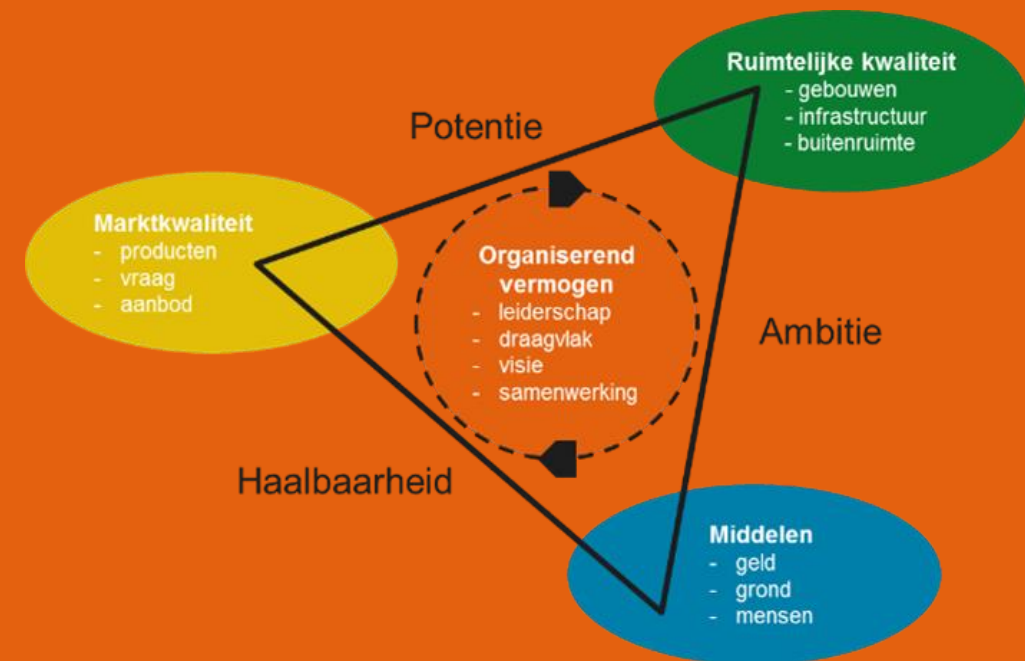 Ruimtelijke kwaliteit
- gebouwen
- infrastructuur
- buitenruimte
Potentie
Marktkwaliteit
- producten
- vraag
- aanbod
Organiserend
vermogen
- leiderschap
- draagvlak
- visie
- samenwerking
Ambitie
Haalbaarheid
Middelen
- geld
- grond
- mensen